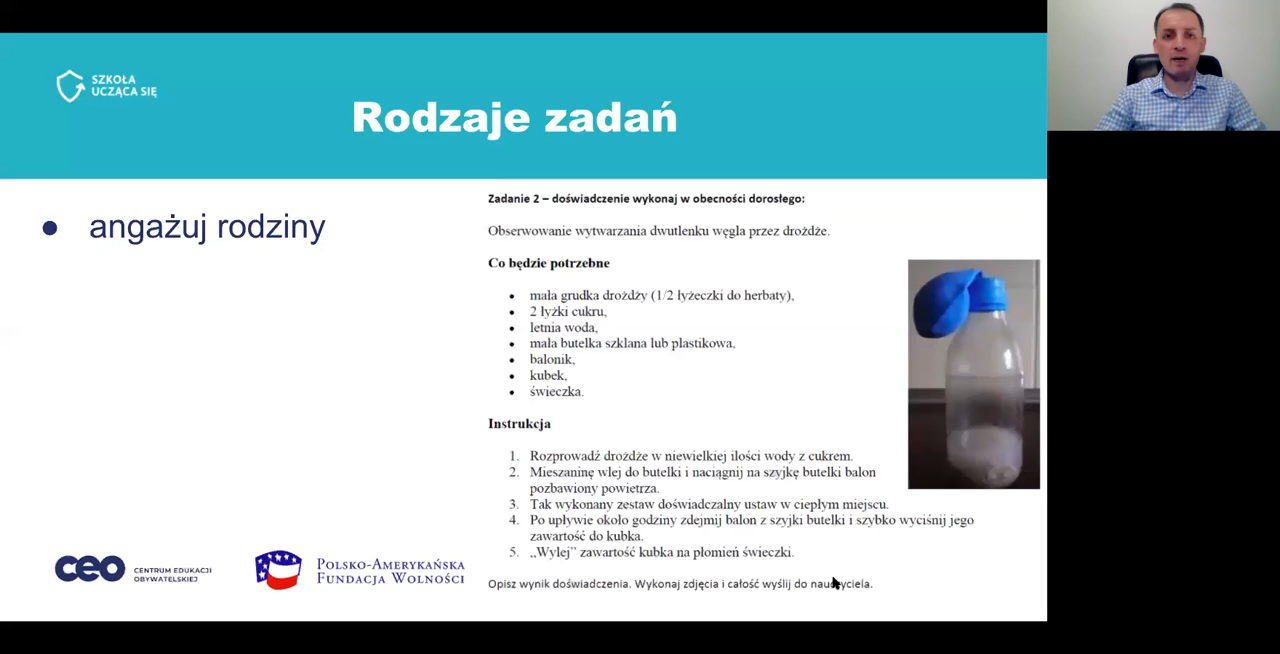 SZKOŁA
UCZĄCA SIĘ
Rodzaje zadań
• angażuj rodziny
Zadanie 2 – doświadczenie wykonaj w obecności dorosłego:
Obserwowanie wytwarzania dwutlenku węgla przez drożdże.
Co będzie potrzebne
• mała grudka drożdży (1/2 łyżeczki do herbaty),
• 2 łyżki cukru,
• letnia woda,
• mała butelka szklana lub plastikowa,
• balonik,
• kubek,
• świeczka.
Instrukcja
1. Rozprowadź drożdże w niewielkiej ilości wody z cukrem.
2. Mieszaninę wlej do butelki i naciągnij na szyjkę butelki balon
pozbawiony powietrza.
3. Tak wykonany zestaw doświadczalny ustaw w ciepłym miejscu.
4. Po upływie około godziny zdejmij balon z szyjki butelki i szybko wyciśnij jego
zawartość do kubka.
5. „Wylej” zawartość kubka na płomień świeczki.
Opisz wynik doświadczenia. Wykonaj zdjęcia i całość wyślij do nauczyciela.
CEO
CENTRUM EDUKACJI
OBYWATELSKIEJ
POLSKO-AMERYKAŃSKA
FUNDACJA WOLNOŚCI